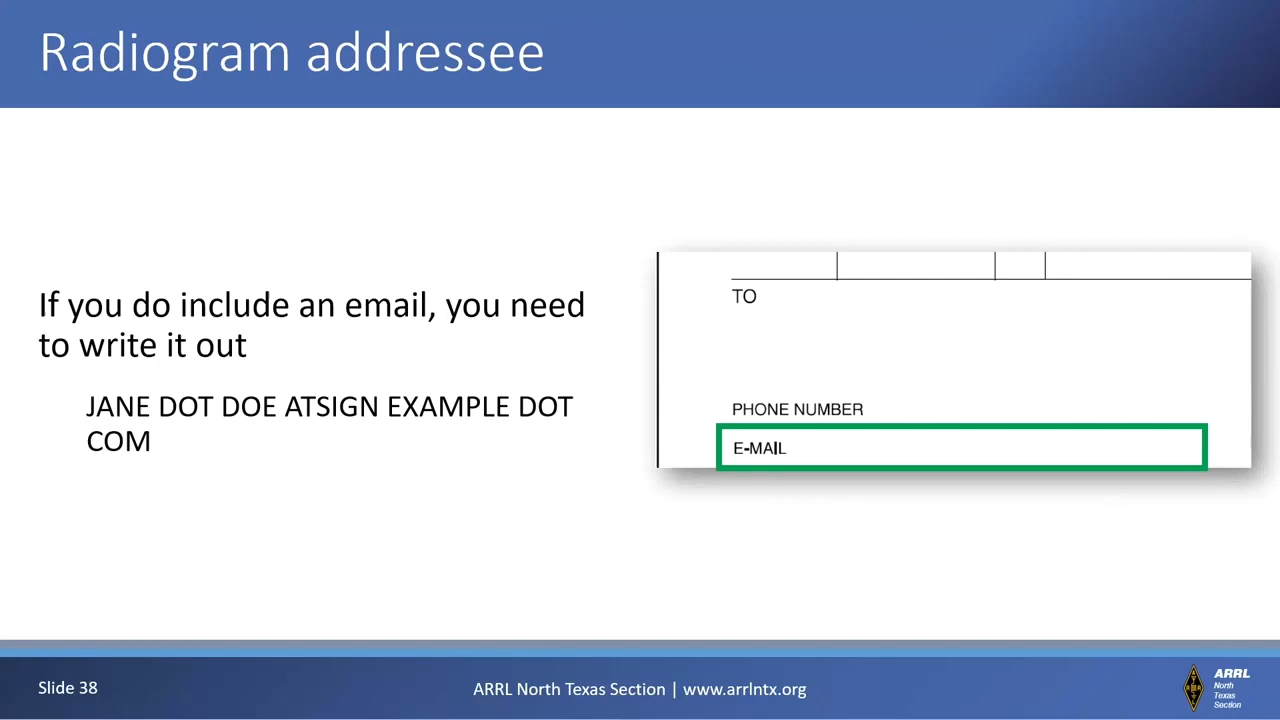 Radiogram addressee
If you do include an email, you need
to write it out
JANE DOT DOE ATSIGN EXAMPLE DOT
COM
TO
PHONE NUMBER
E-MAIL
Slide 38
ARRL North Texas Section | www.arrlntx.org
ARRL
North
Texas
Section